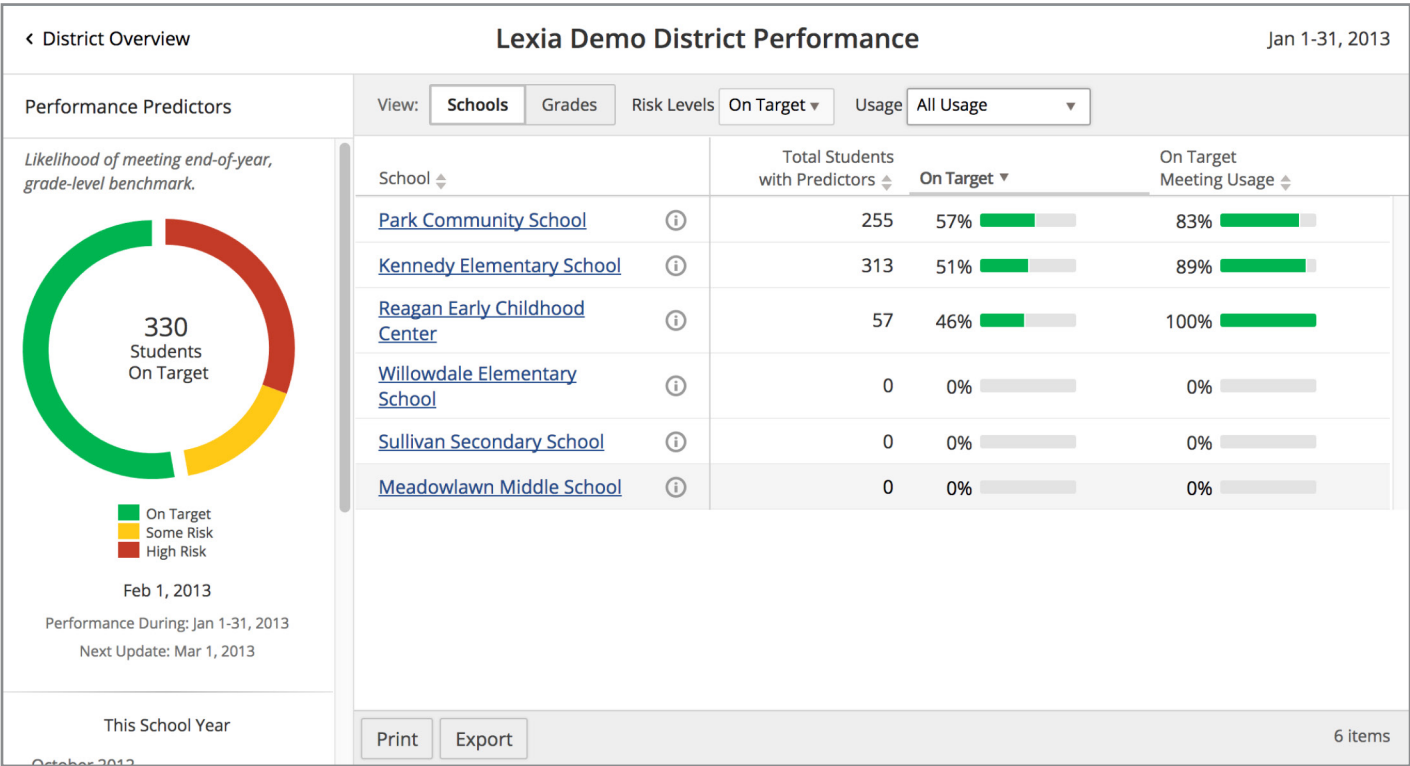 ‹ District Overview
Lexia Demo District Performance
Jan 1-31, 2013
Performance Predictors
Likelihood of meeting end-of-year,
grade-level benchmark.
330
Students
On Target
On Target
Some Risk
High Risk
Feb 1, 2013
Performance During: Jan 1-31, 2013
Next Update: Mar 1, 2013
This School Year
October 2012
View: Schools Grades Risk Levels On Target ▾ Usage All Usage ▾
School Total Students with Predictors On Target ▾ On Target Meeting Usage
Park Community School 255 57% 83%
Kennedy Elementary School 313 51% 89%
Reagan Early Childhood
Center 57 46% 100%
Willowdale Elementary
School 0 0% 0%
Sullivan Secondary School 0 0% 0%
Meadowlawn Middle School 0 0% 0%
Print Export 6 items